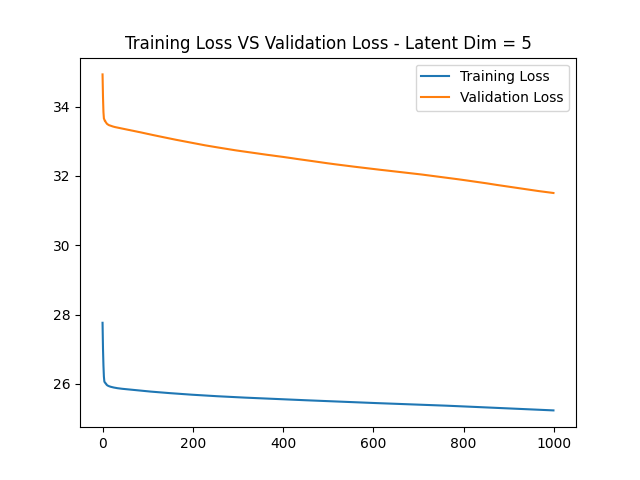 Training Loss VS Validation Loss - Latent Dim = 5
Training Loss
Validation Loss
34
32
30
28
26
0 200 400 600 800 1000